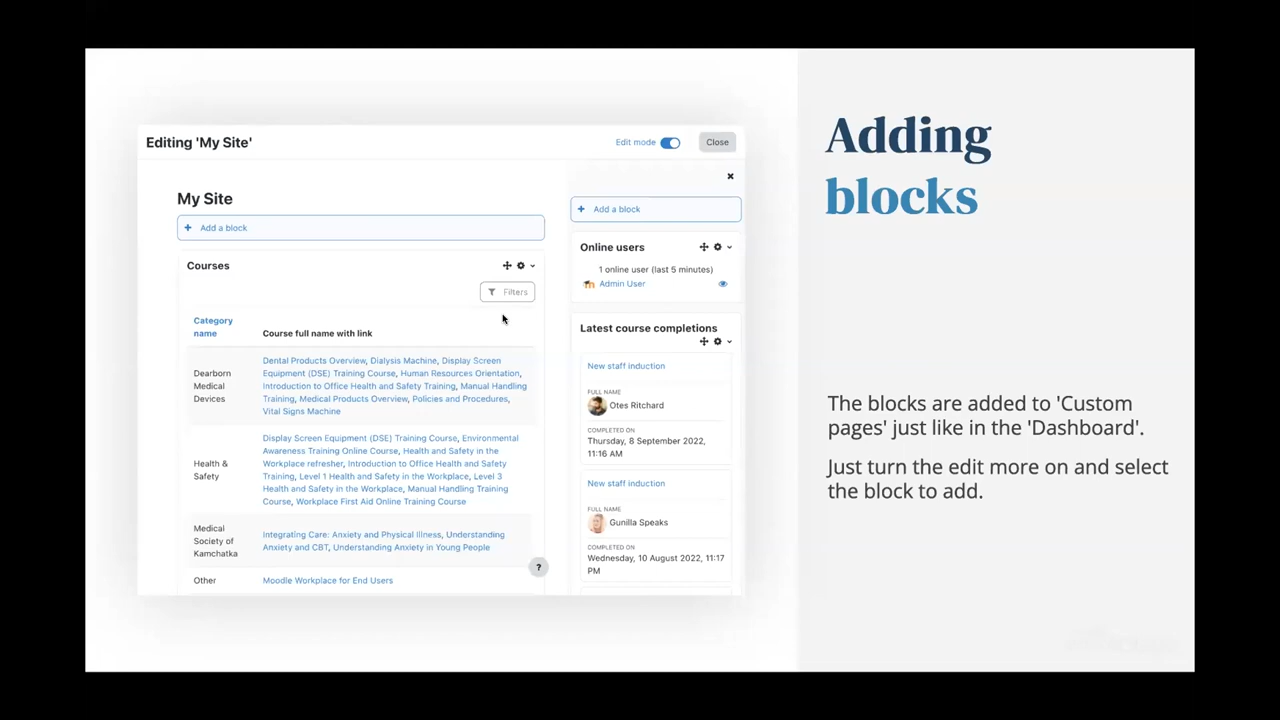 Editing 'My Site'
Edit mode
Close
My Site
+ Add a block
Courses
Filters
Category
name
Course full name with link
Dearborn
Medical
Devices
Dental Products Overview, Dialysis Machine, Display Screen
Equipment (DSE) Training Course, Human Resources Orientation,
Introduction to Office Health and Safety Training, Manual Handling
Training, Medical Products Overview, Policies and Procedures,
Vital Signs Machine
Health &
Safety
Display Screen Equipment (DSE) Training Course, Environmental
Awareness Training Online Course, Health and Safety in the
Workplace refresher, Introduction to Office Health and Safety
Training, Level 1 Health and Safety in the Workplace, Level 3
Health and Safety in the Workplace, Manual Handling Training
Course, Workplace First Aid Online Training Course
Medical
Society of
Kamchatka
Integrating Care: Anxiety and Physical Illness, Understanding
Anxiety and CBT, Understanding Anxiety in Young People
Other
Moodle Workplace for End Users
?
+ Add a block
Online users
1 online user (last 5 minutes)
Admin User
Latest course completions
New staff induction
FULL NAME
Otes Ritchard
COMPLETED ON
Thursday, 8 September 2022,
11:16 AM
New staff induction
FULL NAME
Gunilla Speaks
COMPLETED ON
Wednesday, 10 August 2022, 11:17
PM
Adding
blocks
The blocks are added to 'Custom
pages' just like in the 'Dashboard'.
Just turn the edit more on and select
the block to add.